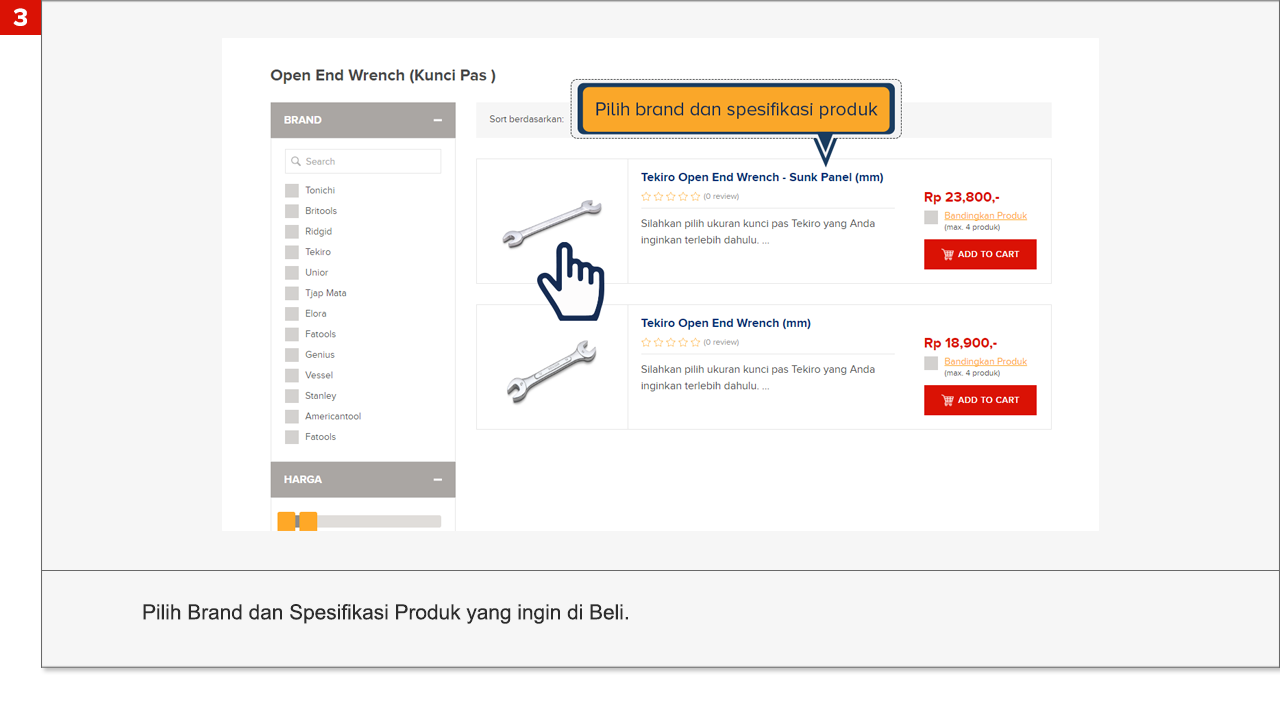 3
Open End Wrench (Kunci Pas )
BRAND
Search
Tonichi
Britools
Ridgid
Tekiro
Unior
Tjap Mata
Elora
Fatools
Genius
Vessel
Stanley
Americantool
Fatools
HARGA
Sort berdasarkan:
Pilih brand dan spesifikasi produk
Tekiro Open End Wrench - Sunk Panel (mm)
(0 review)
Silahkan pilih ukuran kunci pas Tekiro yang Anda
inginkan terlebih dahulu. ...
Rp 23,800,-
Bandingkan Produk
(max. 4 produk)
ADD TO CART
Tekiro Open End Wrench (mm)
(0 review)
Silahkan pilih ukuran kunci pas Tekiro yang Anda
inginkan terlebih dahulu. ...
Rp 18,900,-
Bandingkan Produk
(max. 4 produk)
ADD TO CART
Pilih Brand dan Spesifikasi Produk yang ingin di Beli.